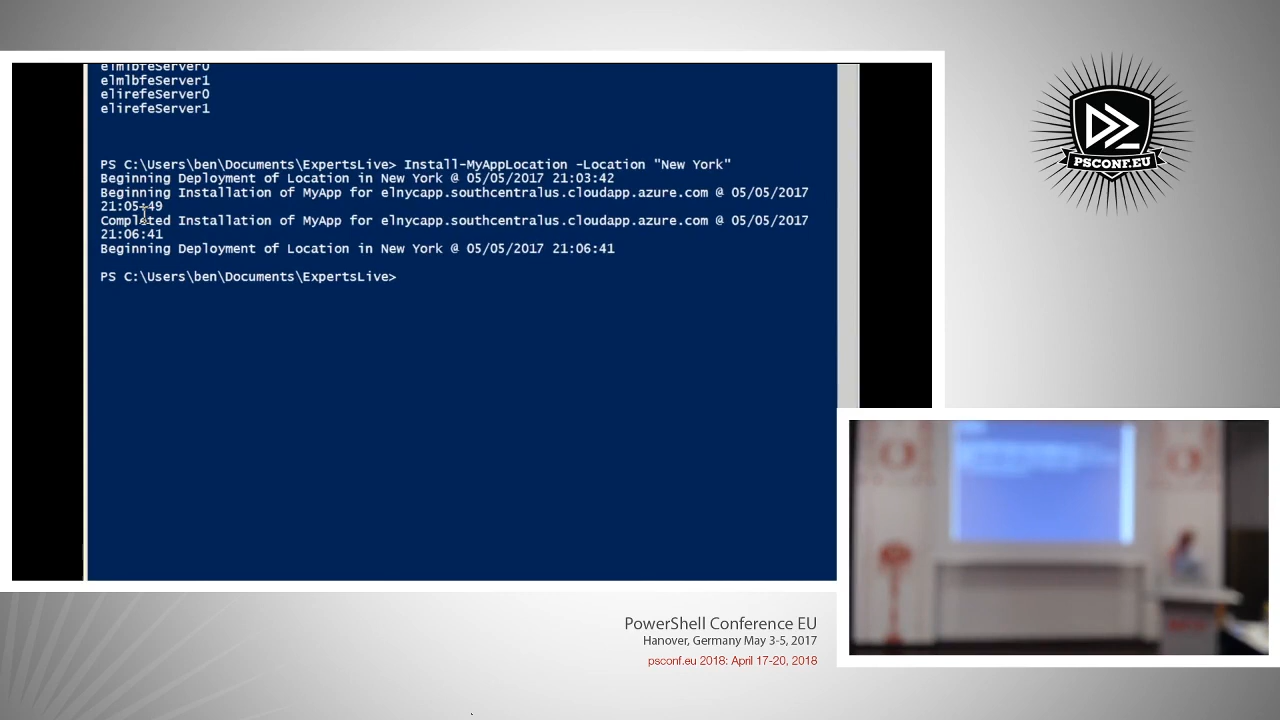 elmlbfeServer0
elmlbfeServer1
elirefeServer0
elirefeServer1
PS C:\Users\ben\Documents\ExpertsLive> Install-MyAppLocation -Location "New York"
Beginning Deployment of Location in New York @ 05/05/2017 21:03:42
Beginning Installation of MyApp for elnycapp.southcentralus.cloudapp.azure.com @ 05/05/2017
21:05:49
Completed Installation of MyApp for elnycapp.southcentralus.cloudapp.azure.com @ 05/05/2017
21:06:41
Beginning Deployment of Location in New York @ 05/05/2017 21:06:41
PS C:\Users\ben\Documents\ExpertsLive>
PSCONF.EU
PowerShell Conference EU
Hanover, Germany May 3-5, 2017
psconf.eu 2018: April 17-20, 2018